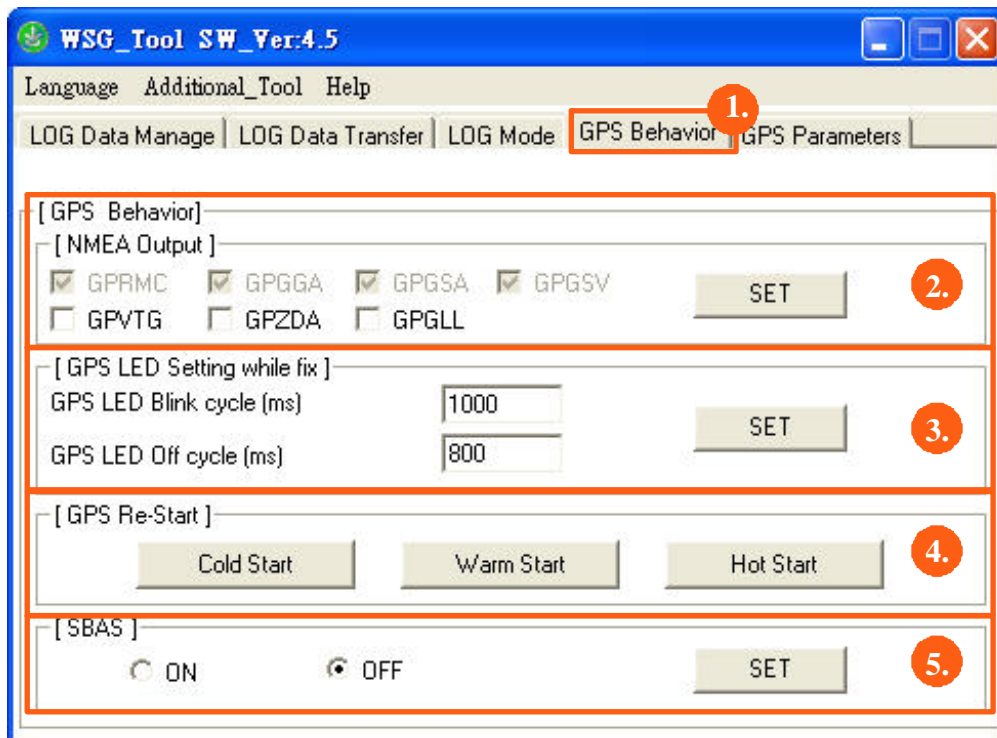 WSG_Tool SW_Ver:4.5
Language Additional_Tool Help
1.
LOG Data Manage LOG Data Transfer LOG Mode GPS Behavior GPS Parameters
[ GPS Behavior]
[ NMEA Output ]
GPRMC GPGGA GPGSA GPGSV SET 2.
GPVTG GPZDA GPGLL
[ GPS LED Setting while fix ]
GPS LED Blink cycle (ms) 1000
SET 3.
GPS LED Off cycle (ms) 800
[ GPS Re-Start ]
Cold Start Warm Start Hot Start 4.
[ SBAS ]
ON OFF SET 5.